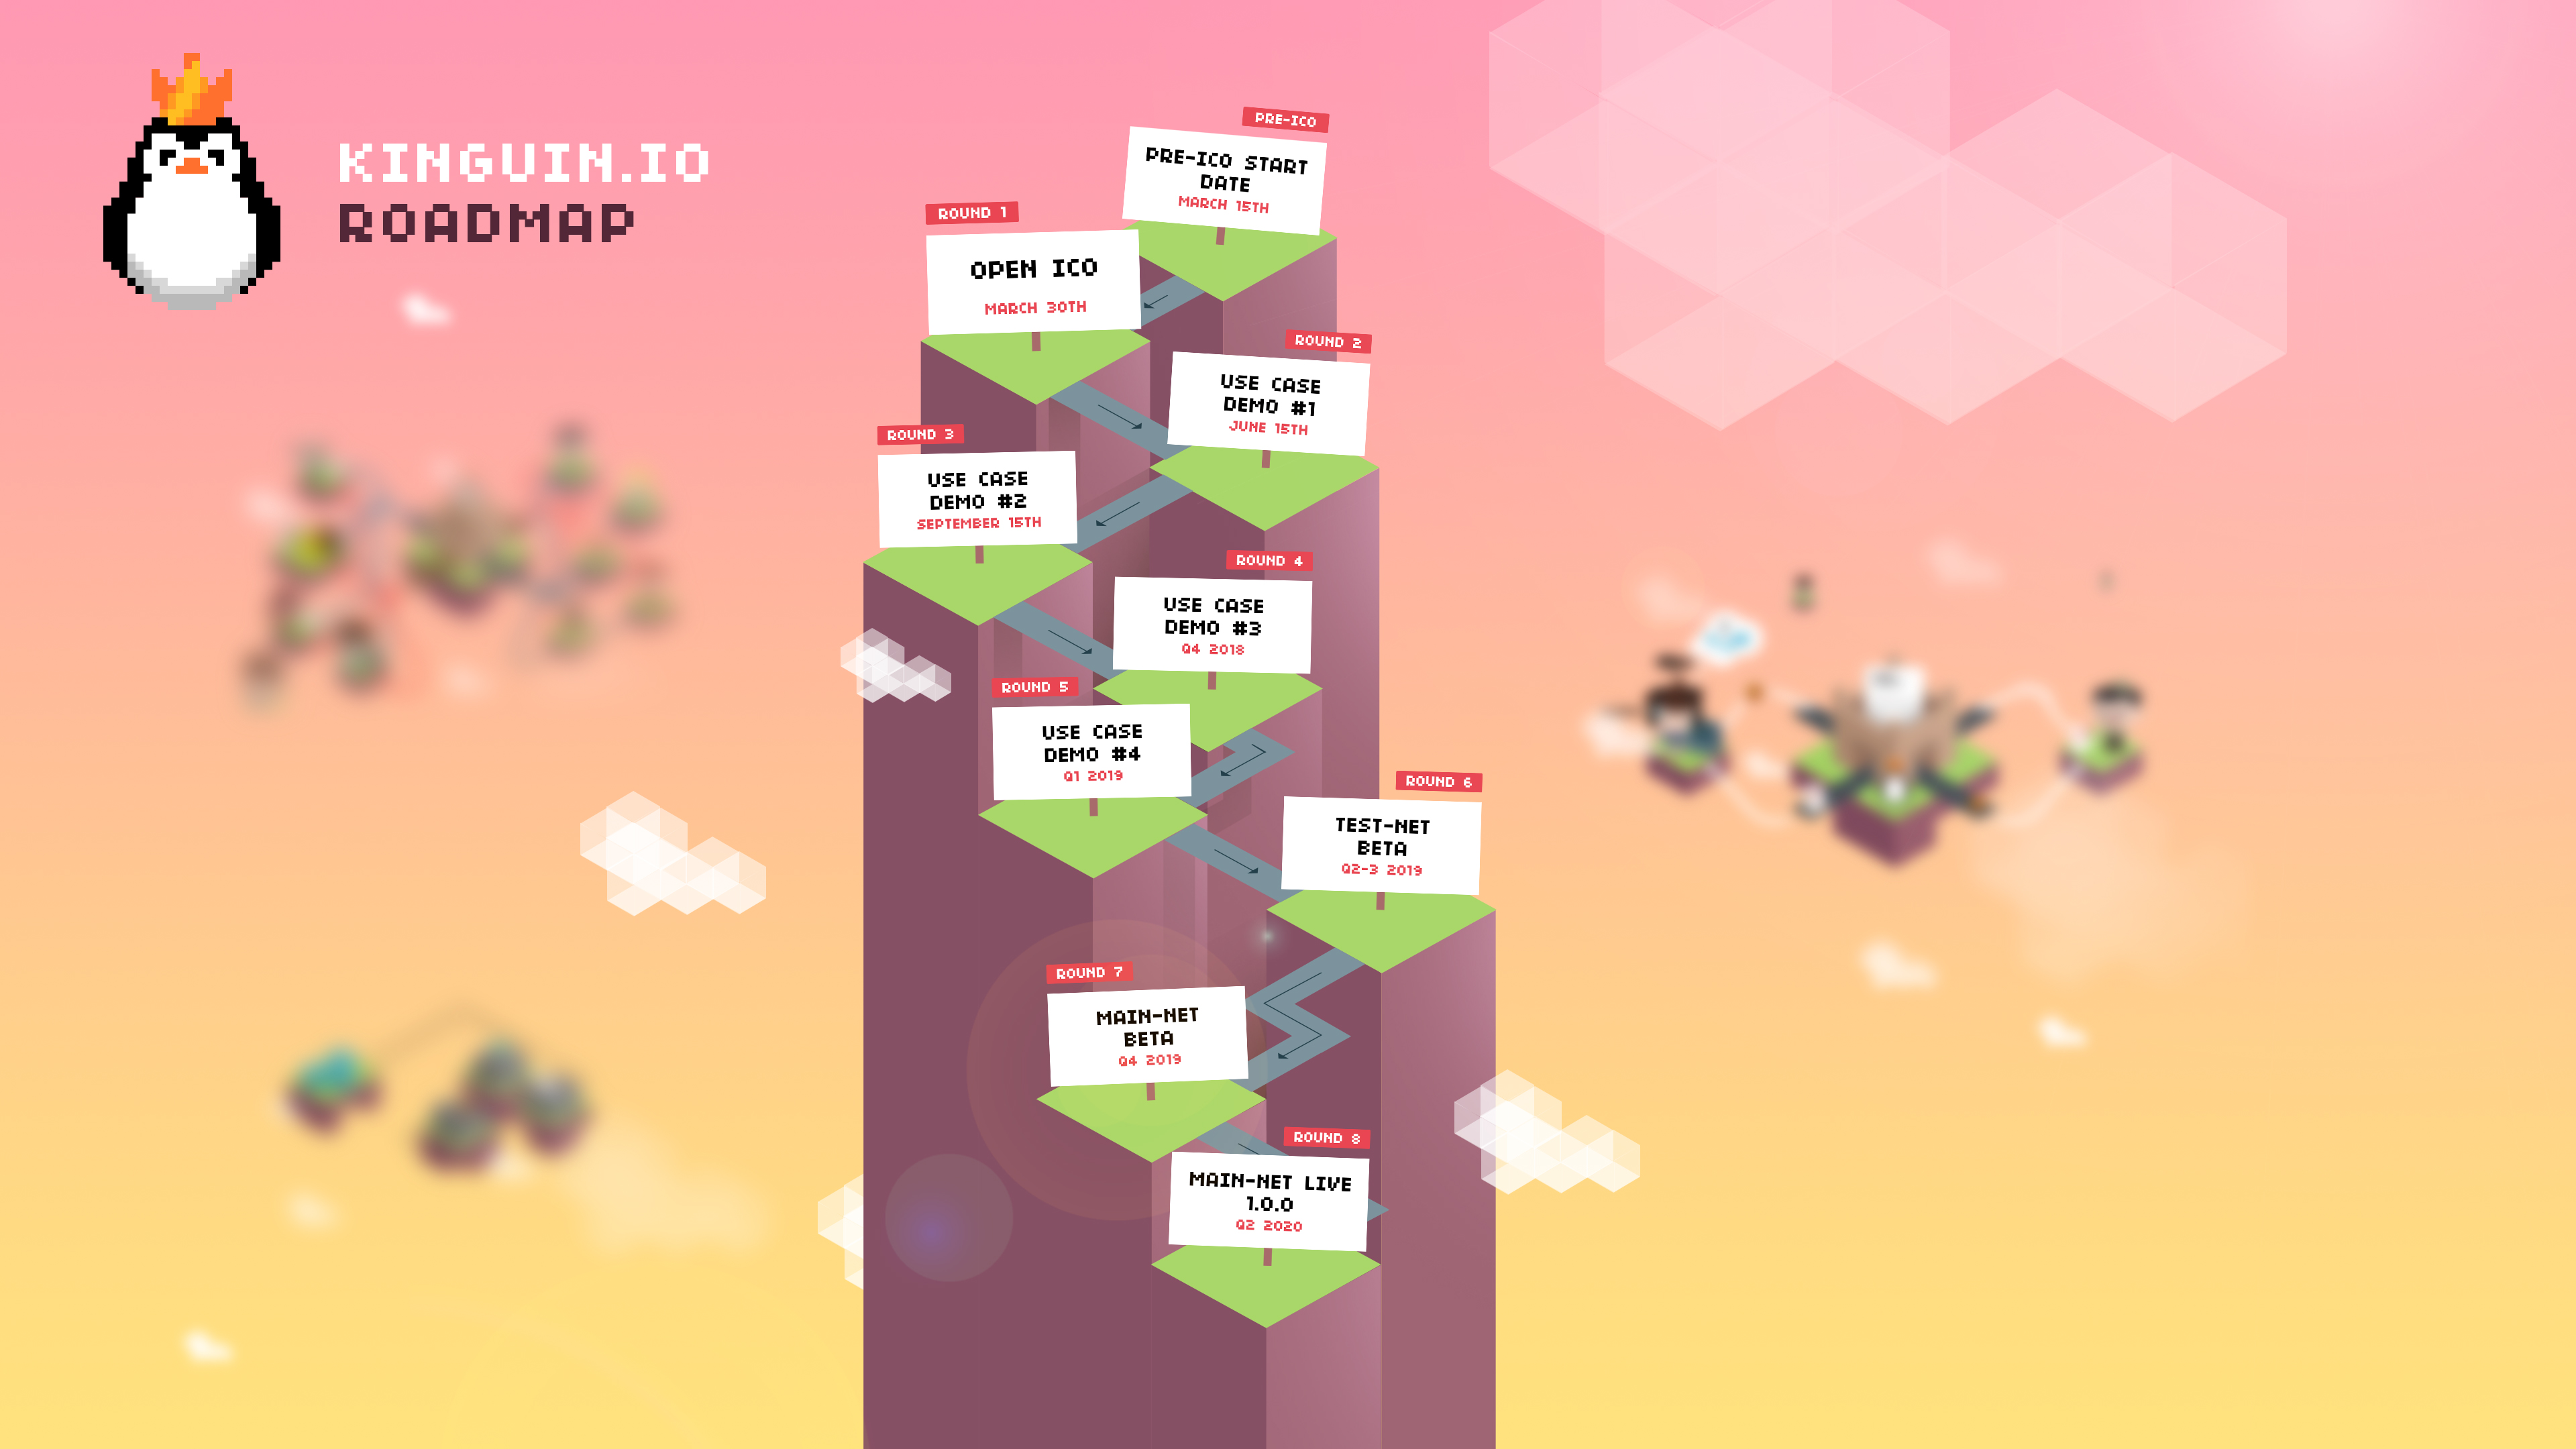 KINGUIN.IO
ROADMAP
PRE-ICO
PRE-ICO START
DATE
MARCH 15TH
ROUND 1
OPEN ICO
MARCH 30TH
ROUND 2
USE CASE
DEMO #1
JUNE 15TH
ROUND 3
USE CASE
DEMO #2
SEPTEMBER 15TH
ROUND 4
USE CASE
DEMO #3
Q4 2018
ROUND 5
USE CASE
DEMO #4
Q1 2019
ROUND 6
TEST-NET
BETA
Q2-3 2019
ROUND 7
MAIN-NET
BETA
Q4 2019
ROUND 8
MAIN-NET LIVE
1.0.0
Q2 2020